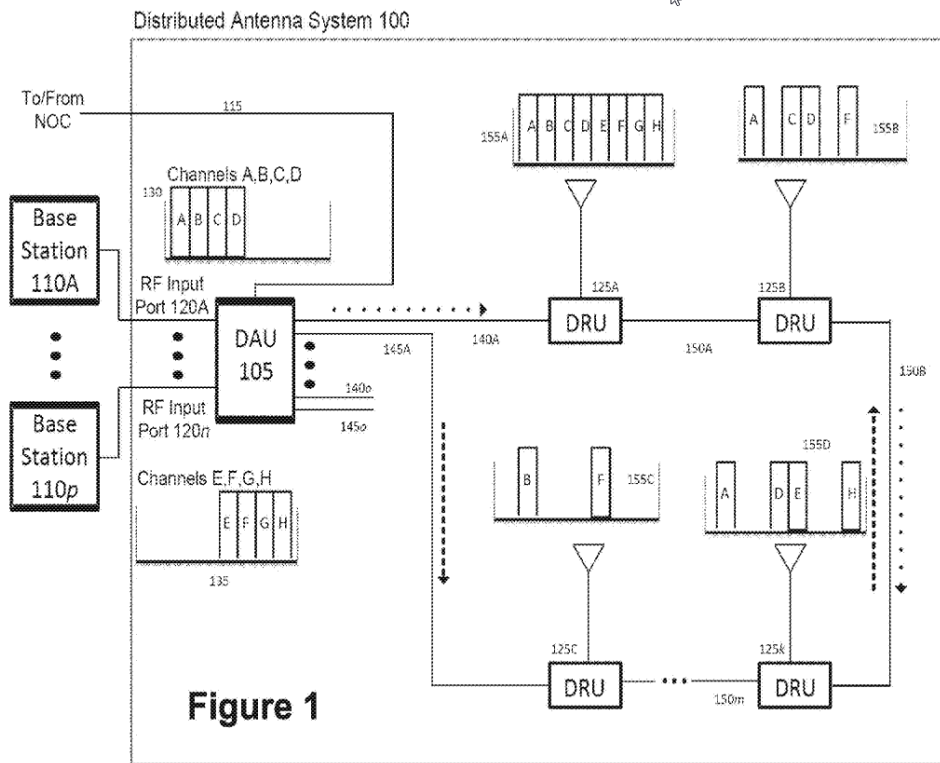 Distributed Antenna System 100
To/From
NOC
115
Channels A,B,C,D
130
A B C D
Base
Station
110A
RF Input
Port 120A
DAU
105
140A
145A
140o
145o
RF Input
Port 120n
Base
Station
110p
Channels E,F,G,H
E F G H
135
155A
A B C D E F G H
A C D F
155B
125A
DRU
150A
125B
DRU
150B
B F
155C
155D
A D E H
125C
DRU
150m
125k
DRU
Figure 1